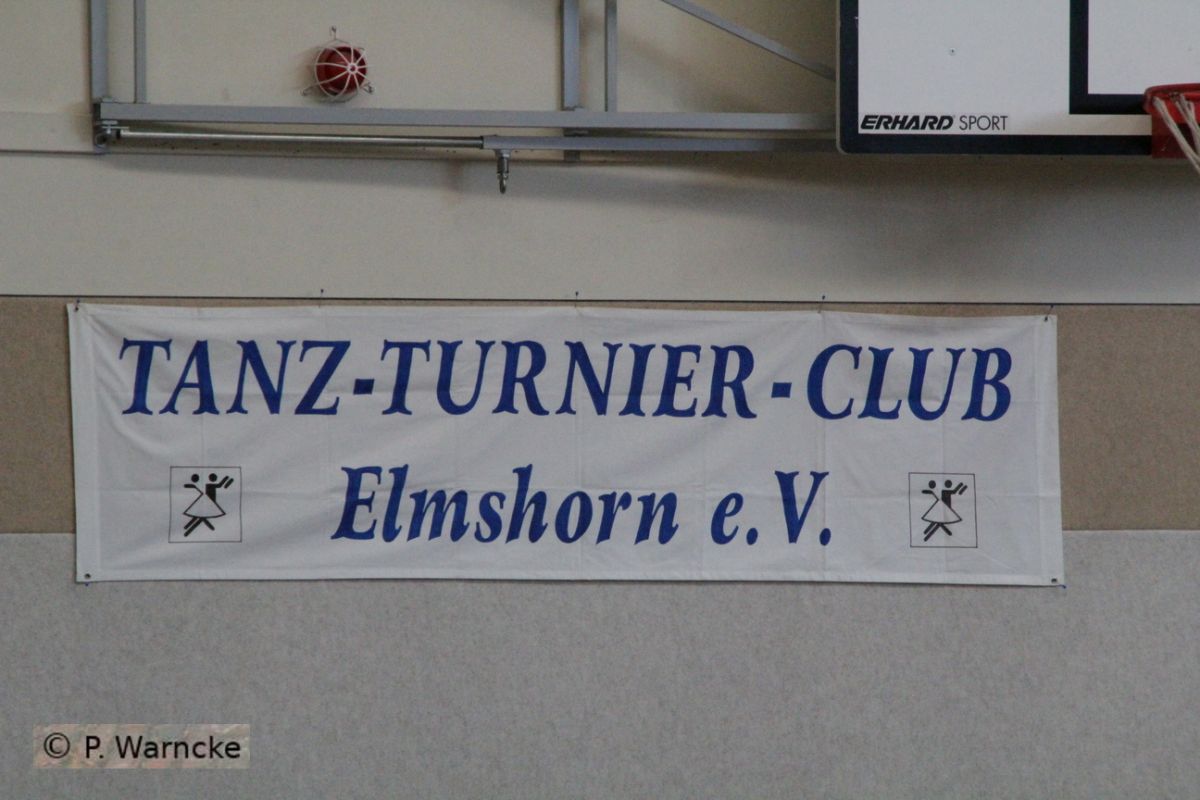 ERHARD SPORT
TANZ-TURNIER-CLUB
Elmshorn e.V.
© P. Warncke